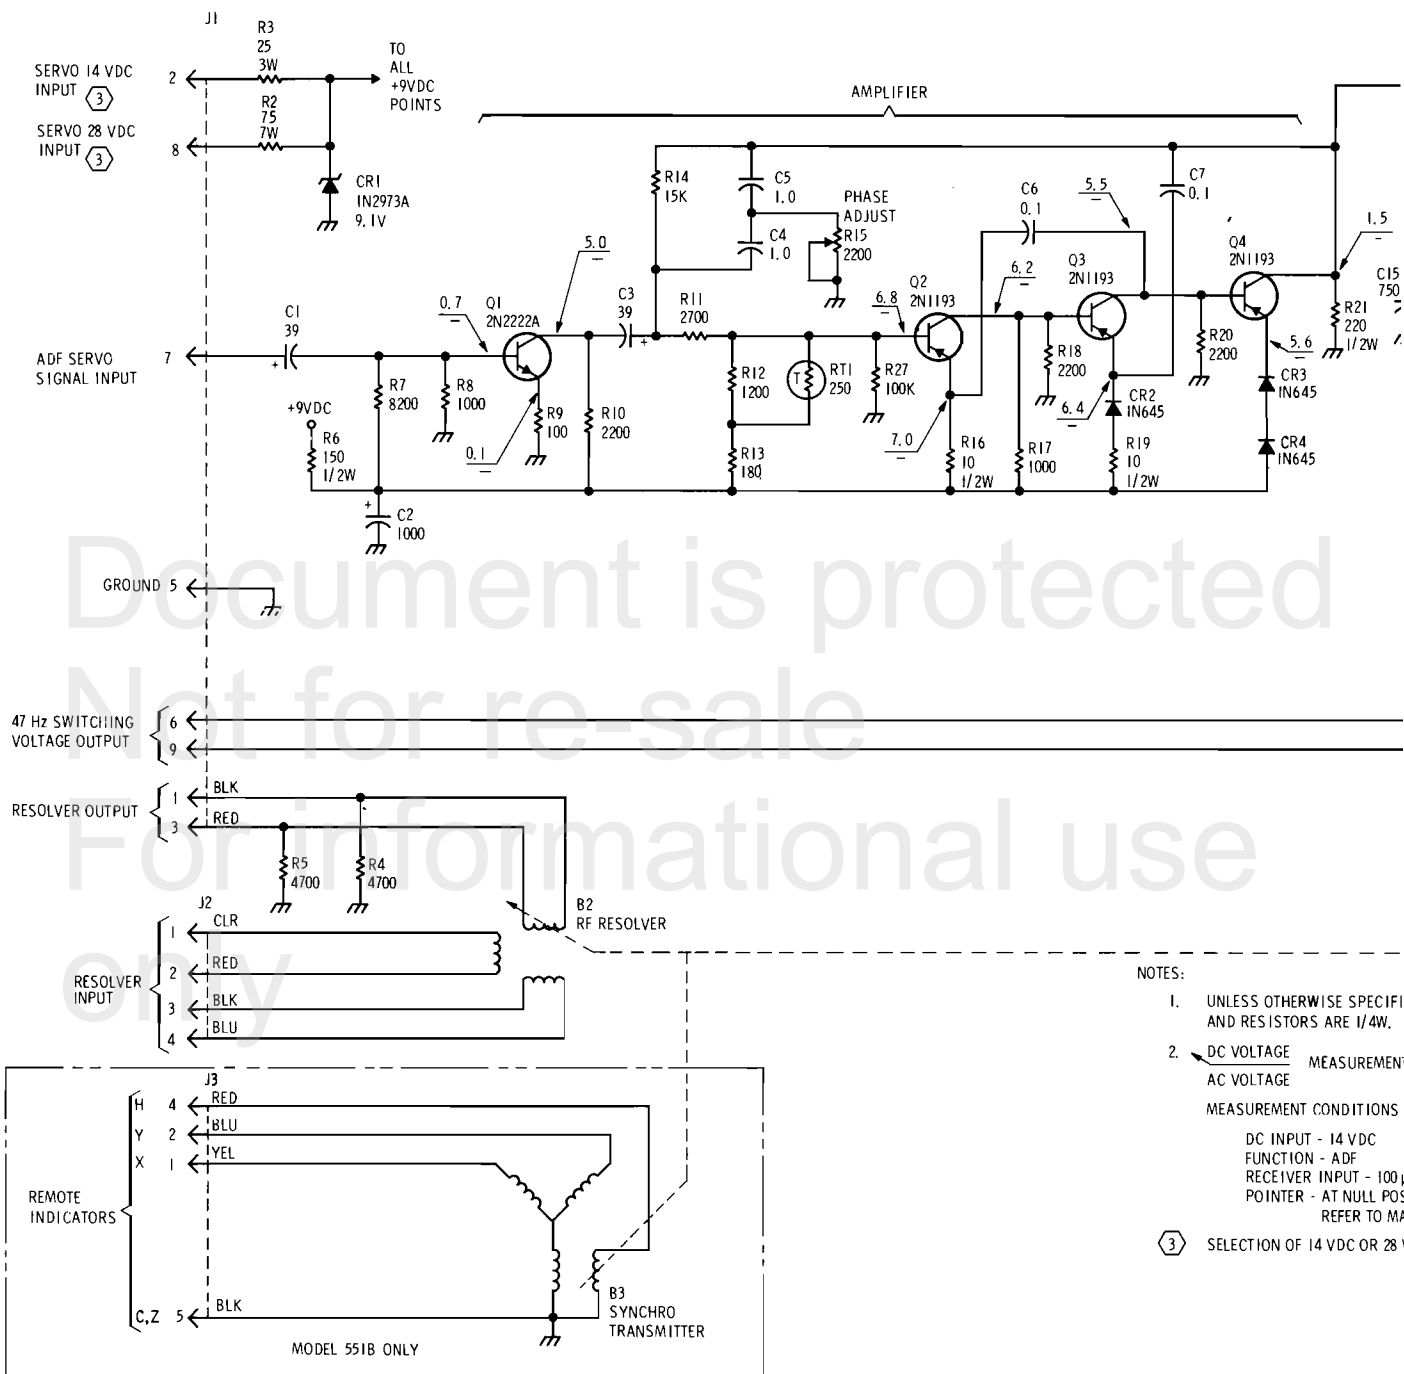 J1
R3
25
3W
TO
ALL
+9VDC
POINTS
SERVO 14 VDC
INPUT 3
2
R2
75
7W
SERVO 28 VDC
INPUT 3
8
CR1
1N2973A
9.1V
AMPLIFIER
R14
15K
C5
1.0
C4
1.0
PHASE
ADJUST
R15
2200
C6
0.1
5.5
–
C7
0.1
Q4
2N1193
1.5
–
C15
750
R21
220
1/2W
5.0
–
0.7
–
Q1
2N2222A
C3
39
+
R11
2700
6.8
–
Q2
2N1193
6.2
–
Q3
2N1193
C1
39
+
ADF SERVO
SIGNAL INPUT
7
R7
8200
R8
1000
R9
100
0.1
–
R10
2200
R12
1200
T
RT1
250
R27
100K
R18
2200
R20
2200
5.6
–
CR3
1N645
CR2
1N645
6.4
–
7.0
–
CR4
1N645
+9VDC
R6
150
1/2W
R13
180
R16
10
1/2W
R17
1000
R19
10
1/2W
+
C2
1000
Document is protected
GROUND 5
Not for re-sale
47 Hz SWITCHING
VOLTAGE OUTPUT
6
9
RESOLVER OUTPUT
1
BLK
3
RED
For informational use
R5
4700
R4
4700
B2
RF RESOLVER
J2
RESOLVER
INPUT
1
CLR
2
RED
3
BLK
4
BLU
only
NOTES:
1. UNLESS OTHERWISE SPECIFI
AND RESISTORS ARE 1/4W.
2. DC VOLTAGE
AC VOLTAGE
MEASUREMENT
MEASUREMENT CONDITIONS
DC INPUT - 14 VDC
FUNCTION - ADF
RECEIVER INPUT - 100 µ
POINTER - AT NULL POS
REFER TO MA
3 SELECTION OF 14 VDC OR 28 V
J3
H 4 RED
Y 2 BLU
X 1 YEL
REMOTE
INDICATORS
C,Z 5 BLK
B3
SYNCHRO
TRANSMITTER
MODEL 551B ONLY